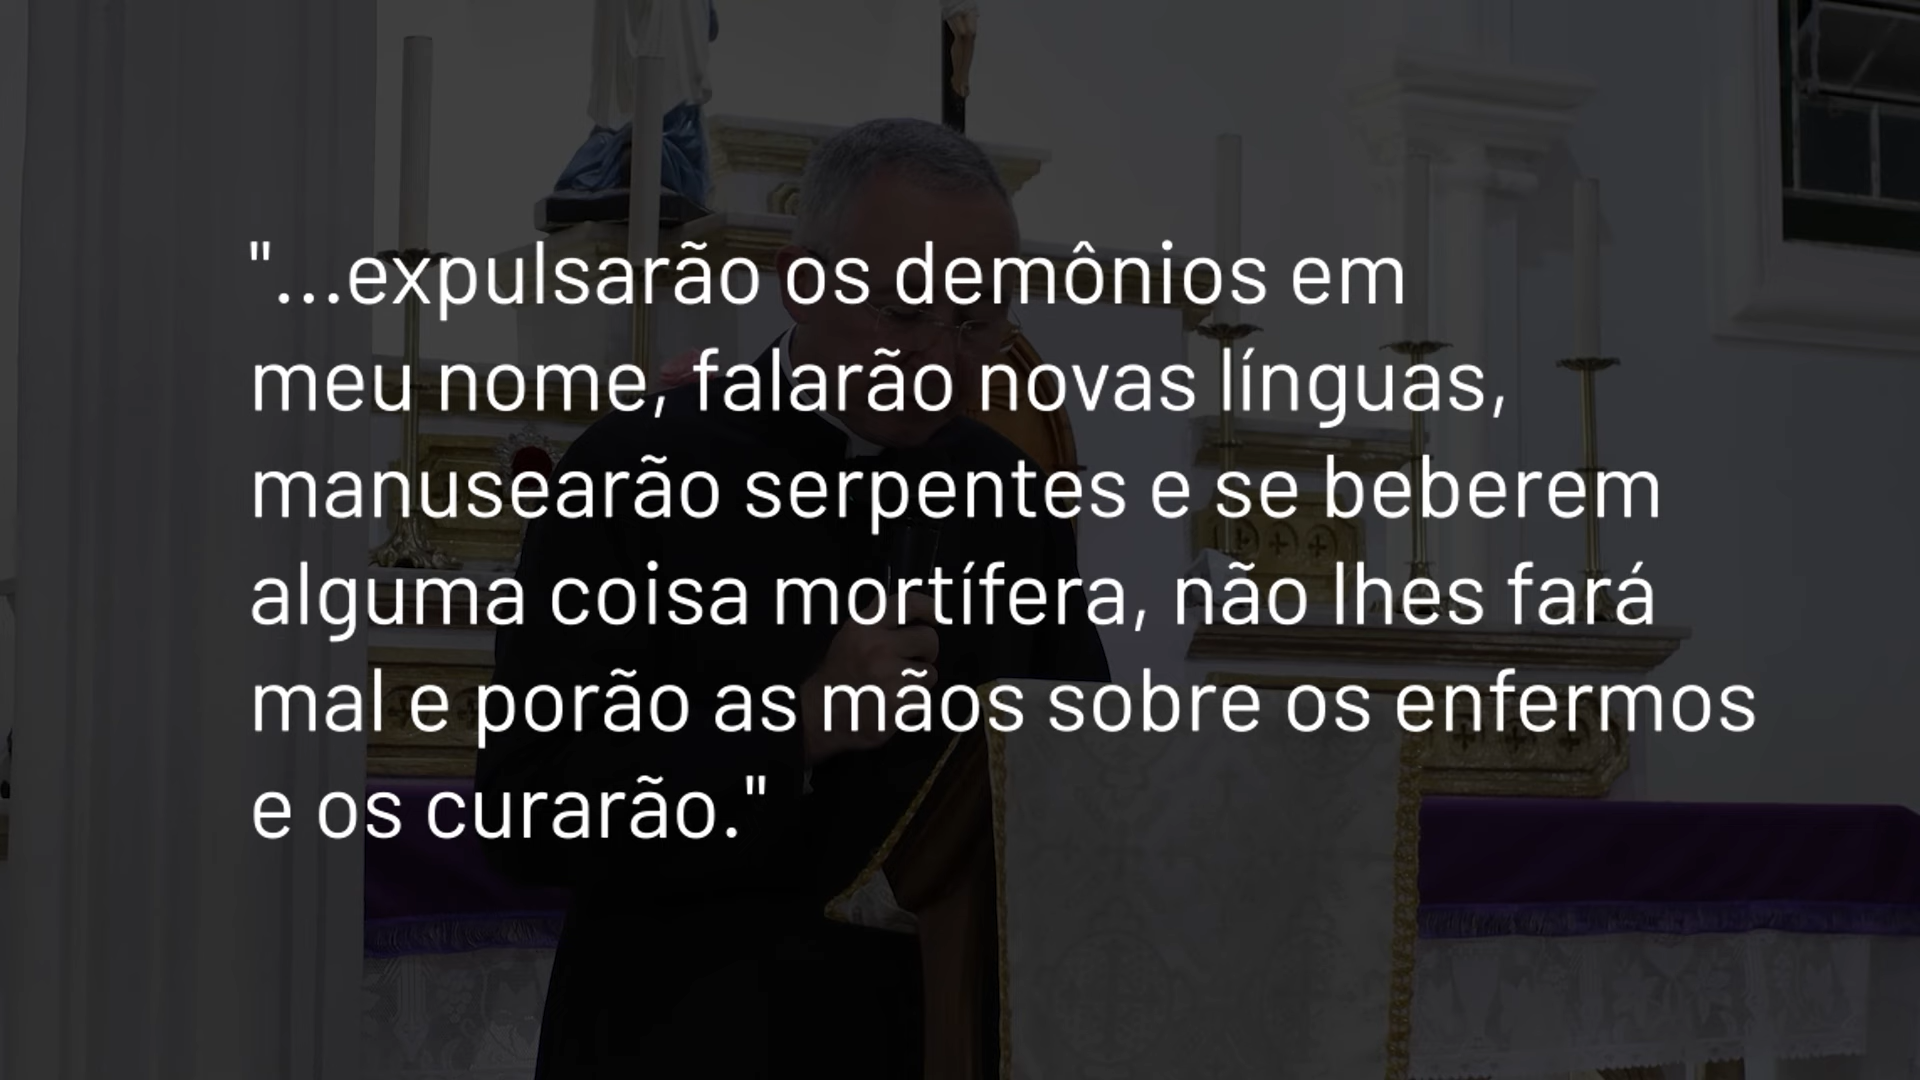 "...expulsarão os demônios em
meu nome, falarão novas línguas,
manusearão serpentes e se beberem
alguma coisa mortífera, não lhes fará
mal e porão as mãos sobre os enfermos
e os curarão."